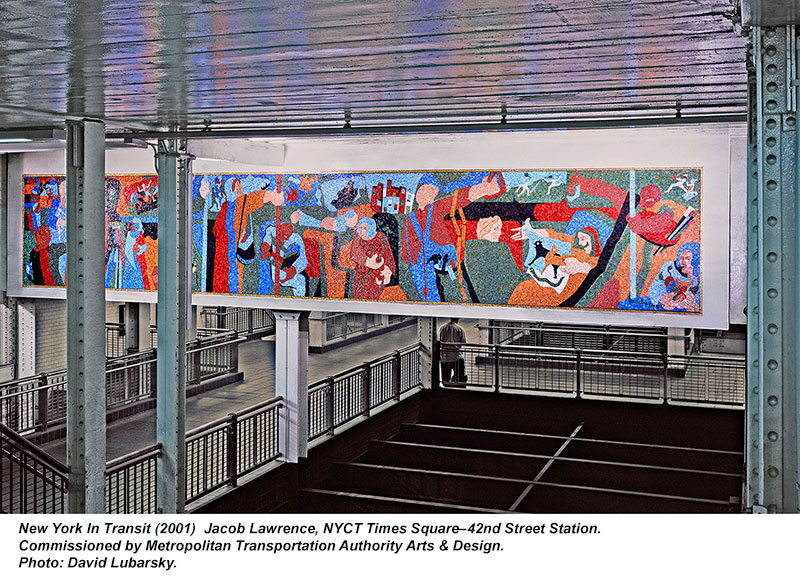 New York In Transit (2001)  Jacob Lawrence, NYCT Times Square–42nd Street Station.
Commissioned by Metropolitan Transportation Authority Arts & Design.
Photo: David Lubarsky.